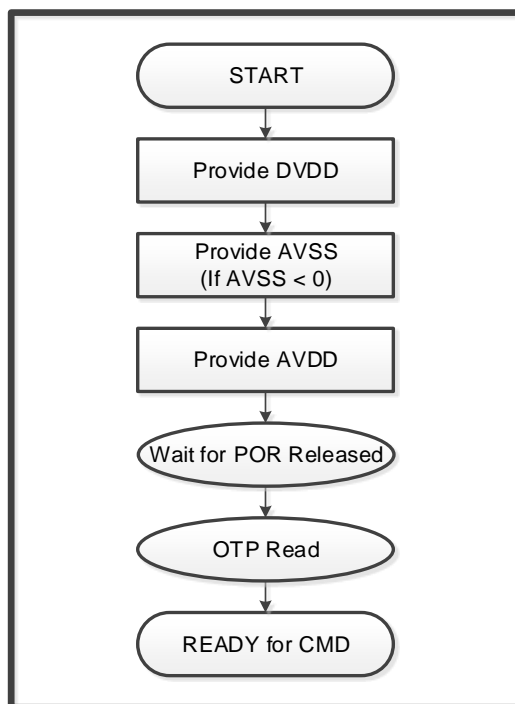 START
Provide DVDD
Provide AVSS
(If AVSS < 0)
Provide AVDD
Wait for POR Released
OTP Read
READY for CMD